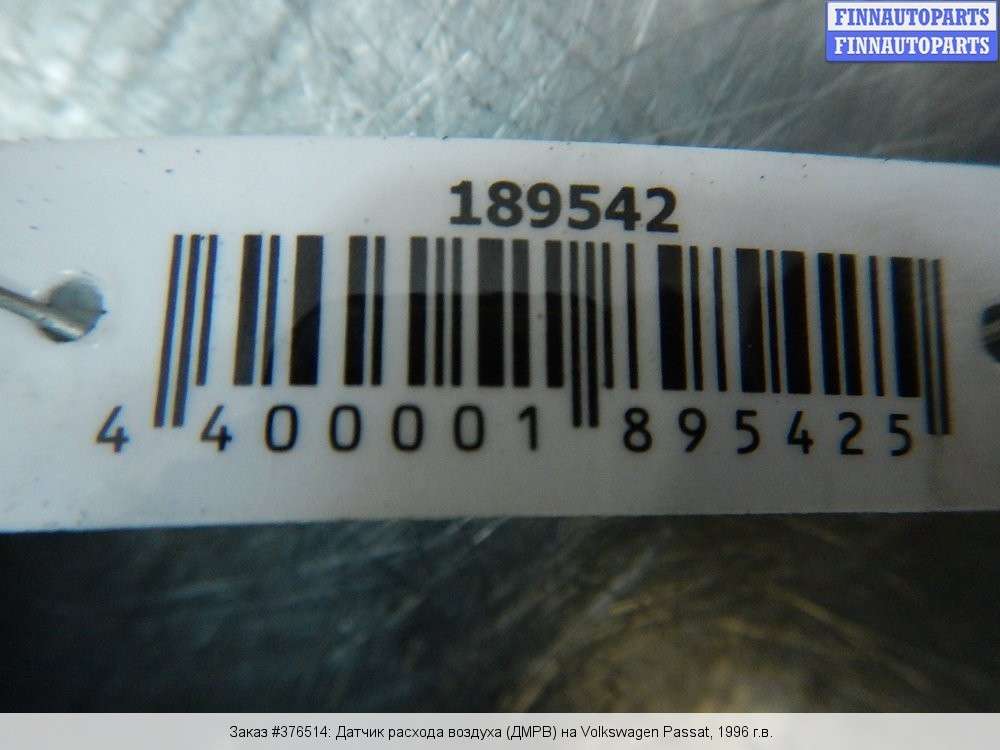 FINNAUTOPARTS
FINNAUTOPARTS
189542
4 400001 895425
Заказ #376514: Датчик расхода воздуха (ДМРВ) на Volkswagen Passat, 1996 г.в.